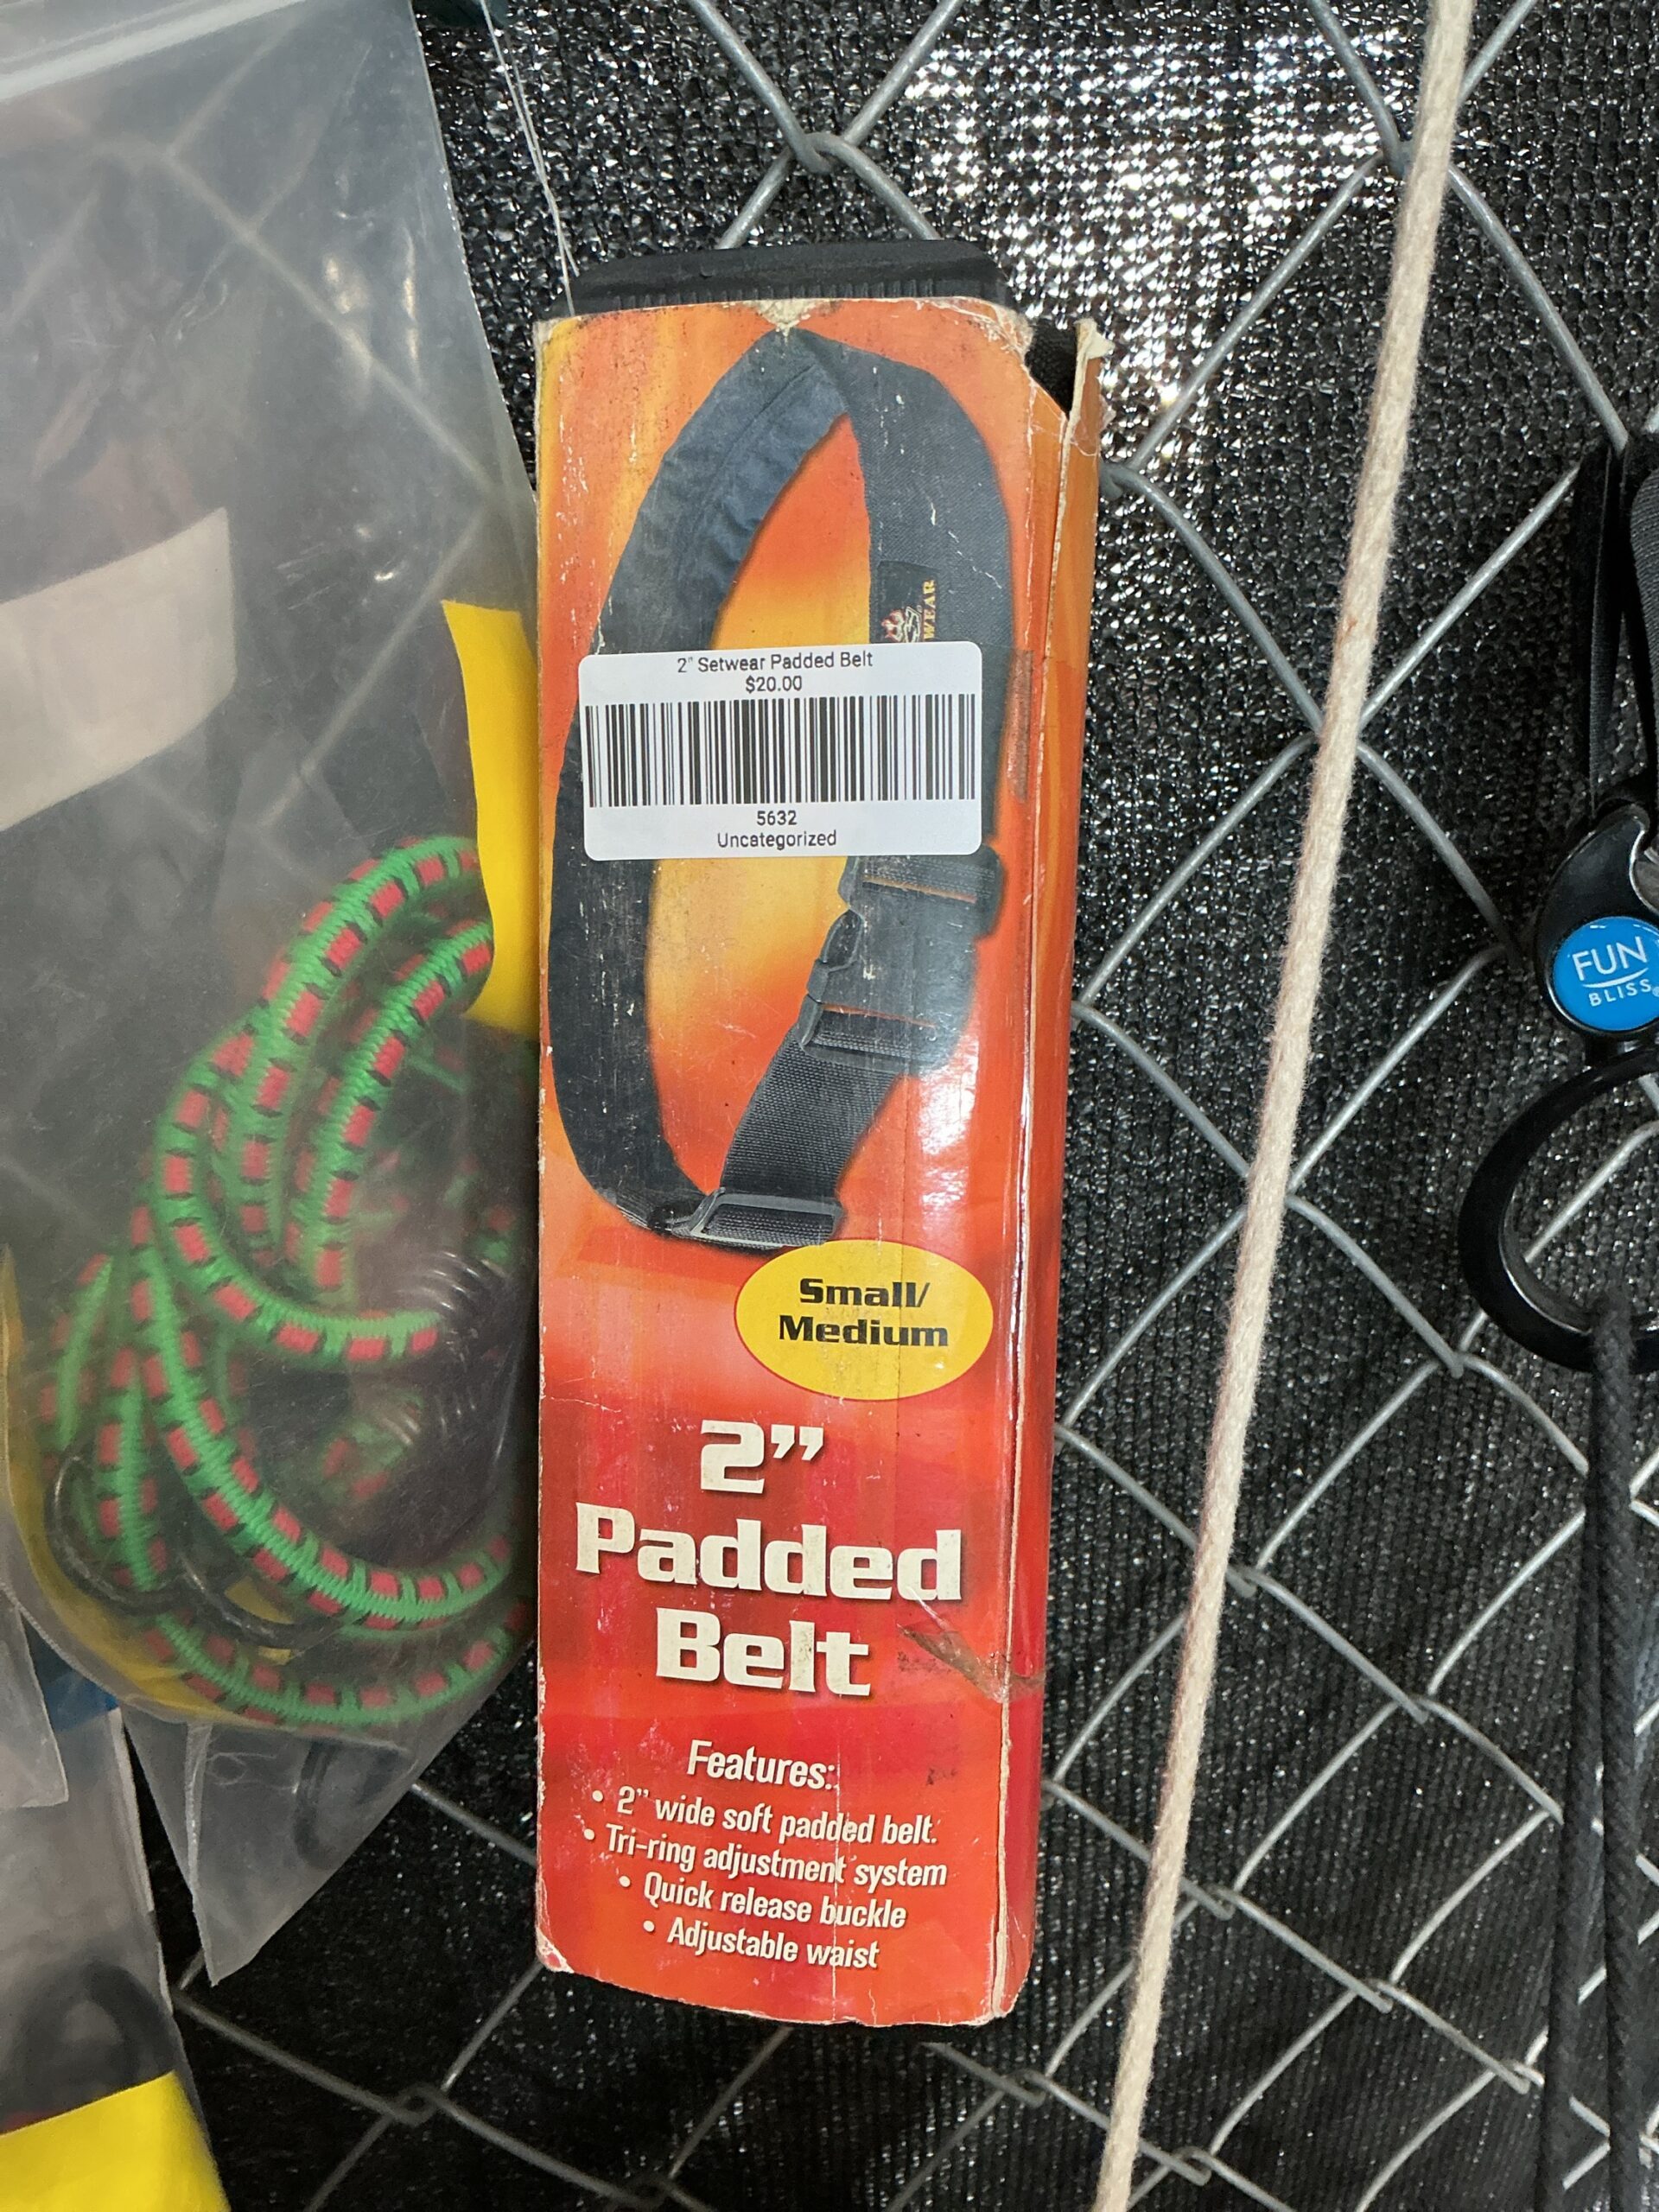 WEAR
2" Setwear Padded Belt
$20.00
5632
Uncategorized
FUN
BLISS®
Small/
Medium
2”
Padded
Belt
Features:
• 2” wide soft padded belt.
• Tri-ring adjustment system
• Quick release buckle
• Adjustable waist